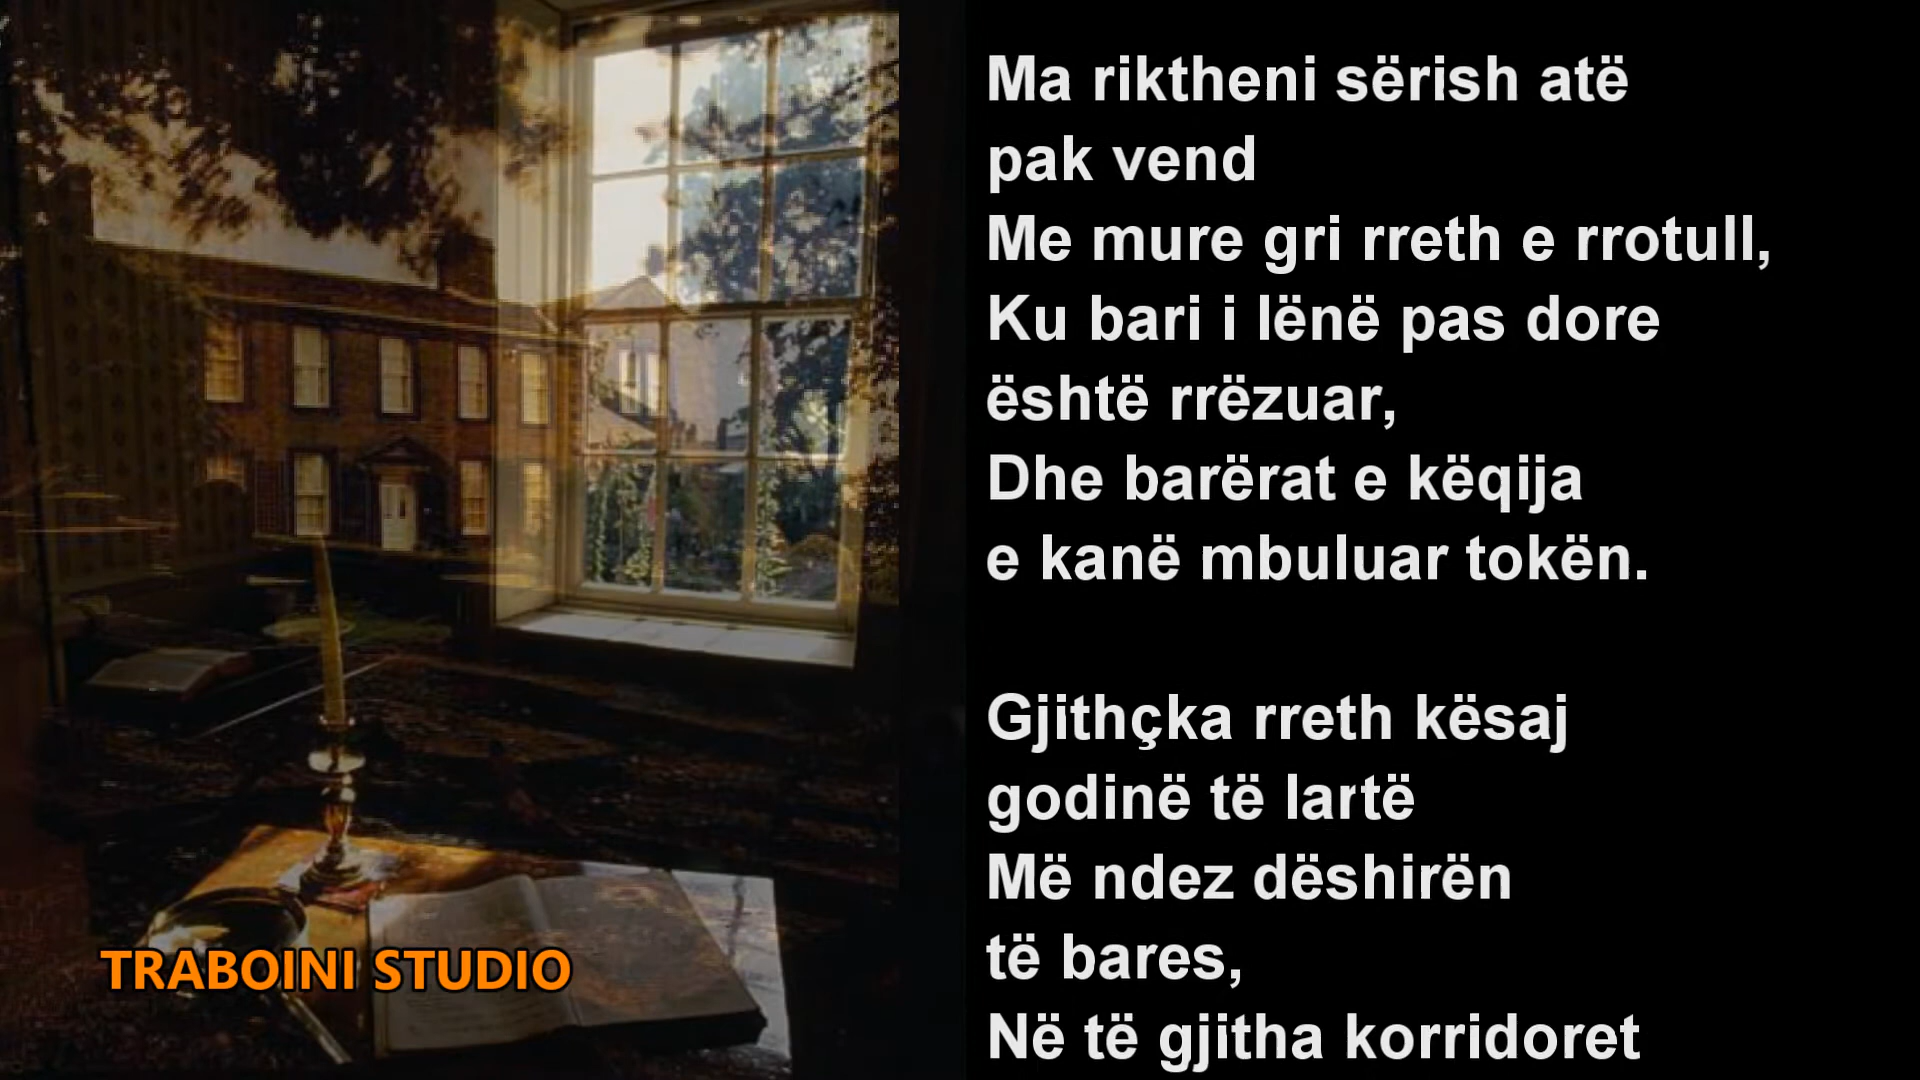 Ma riktheni sërish atë
pak vend
Me mure gri rreth e rrotull,
Ku bari i lënë pas dore
është rrëzuar,
Dhe barërat e këqija
e kanë mbuluar tokën.
Gjithçka rreth kësaj
godinë të lartë
Më ndez dëshirën
të bares,
Në të gjitha korridoret
TRABOINI STUDIO